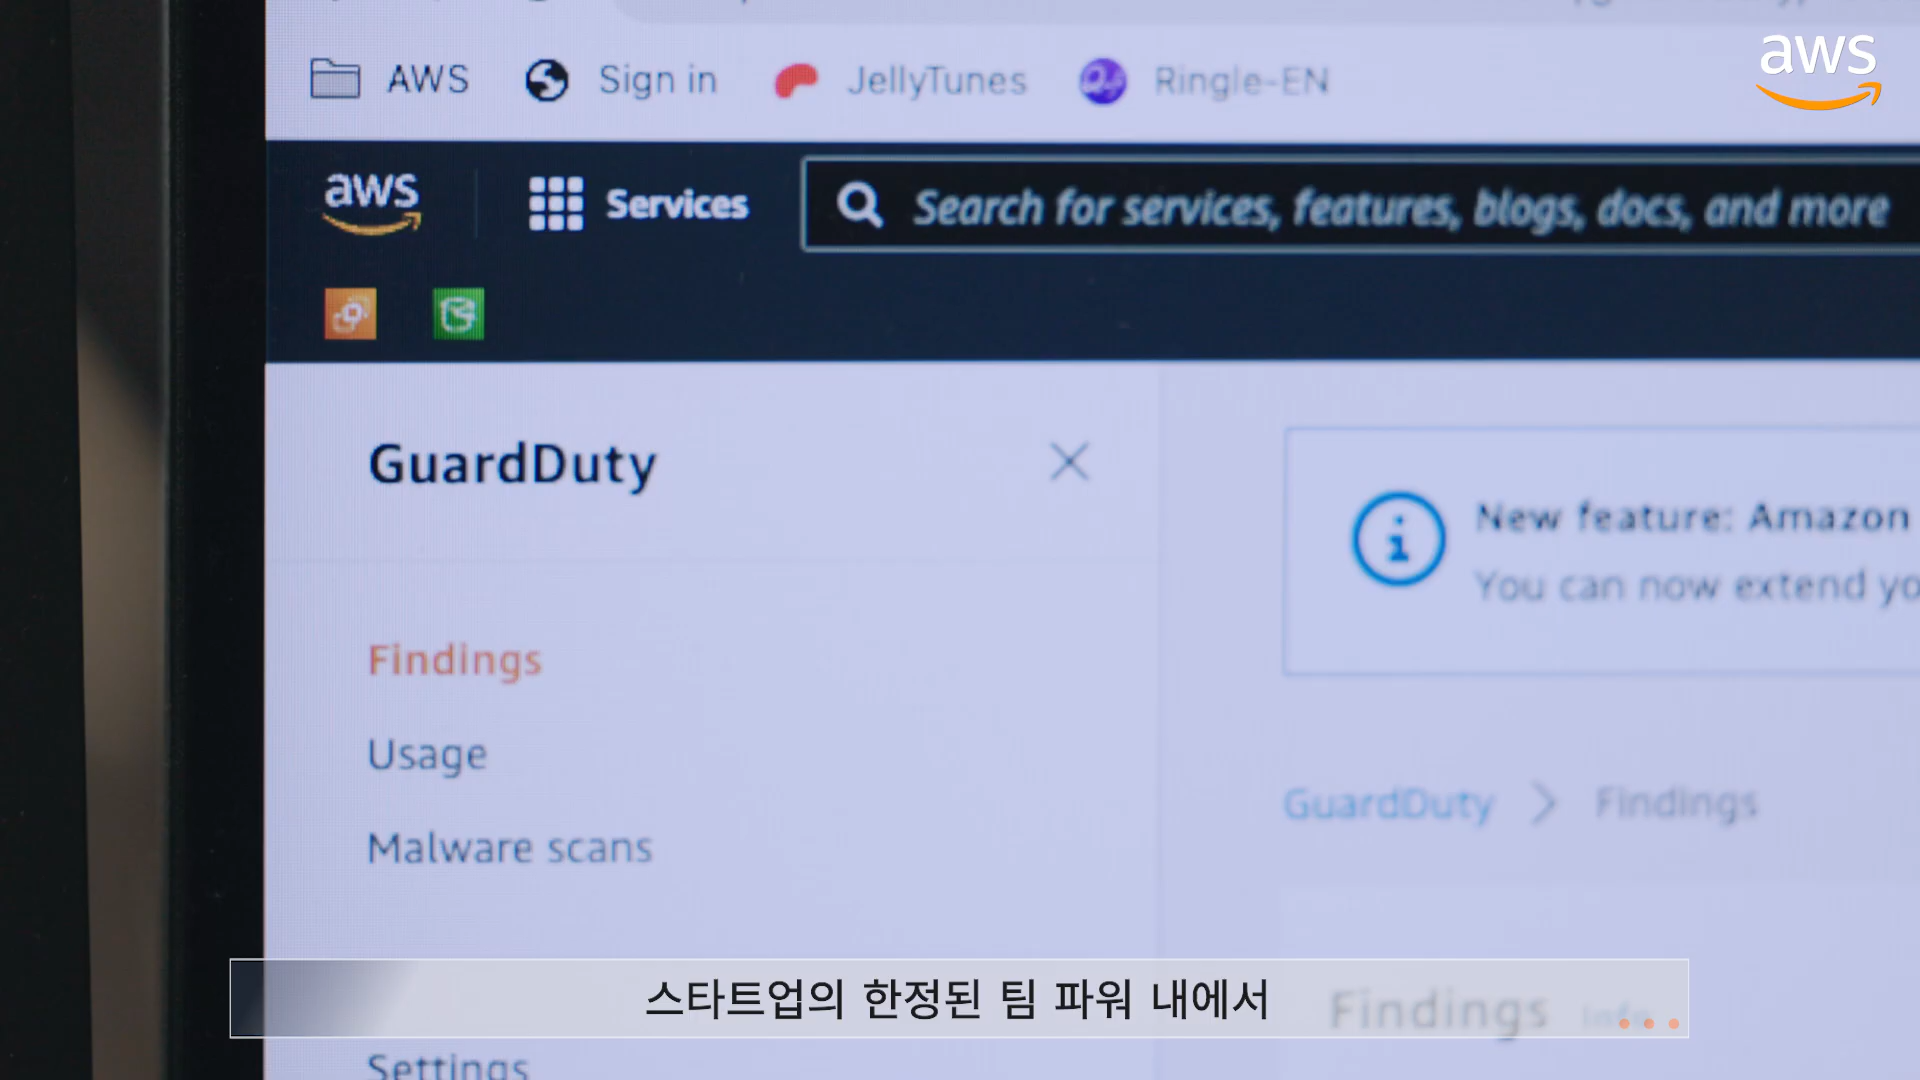 AWS
Sign in
JellyTunes
Ringle-EN
aws
aws
Services
Search for services, features, blogs, docs, and more
GuardDuty
New feature: Amazon
You can now extend yo
Findings
Usage
GuardDuty > Findings
Malware scans
스타트업의 한정된 팀 파워 내에서
Findings Info
Settings